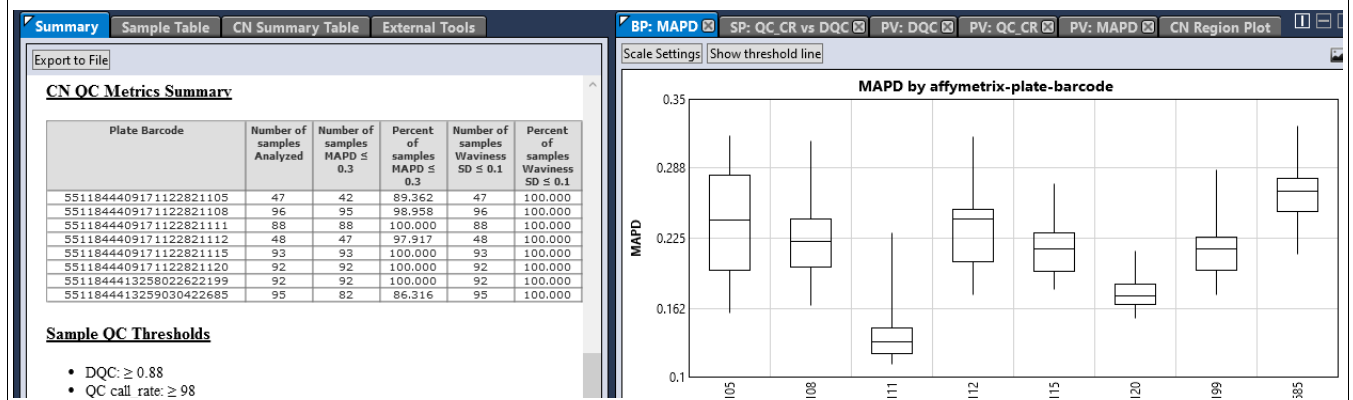 Summary Sample Table CN Summary Table External Tools
Export to File
CN QC Metrics Summary
Plate Barcode Number of samples Analyzed Number of samples MAPD ≤ 0.3 Percent of samples MAPD ≤ 0.3 Number of samples Waviness SD ≤ 0.1 Percent of samples Waviness SD ≤ 0.1
5511844409171122821105 47 42 89.362 47 100.000
5511844409171122821108 96 95 98.958 96 100.000
5511844409171122821111 88 88 100.000 88 100.000
5511844409171122821112 48 47 97.917 48 100.000
5511844409171122821115 93 93 100.000 93 100.000
5511844409171122821120 92 92 100.000 92 100.000
5511844413258022622199 92 92 100.000 92 100.000
5511844413259030422685 95 82 86.316 95 100.000
Sample QC Thresholds
• DQC: ≥ 0.88
• QC call_rate: ≥ 98
BP: MAPD SP: QC_CR vs DQC PV: DQC PV: QC_CR PV: MAPD CN Region Plot
Scale Settings Show threshold line
MAPD by affymetrix-plate-barcode
0.35
0.288
0.225
0.162
0.1
MAPD
105 108 111 112 115 120 199 685